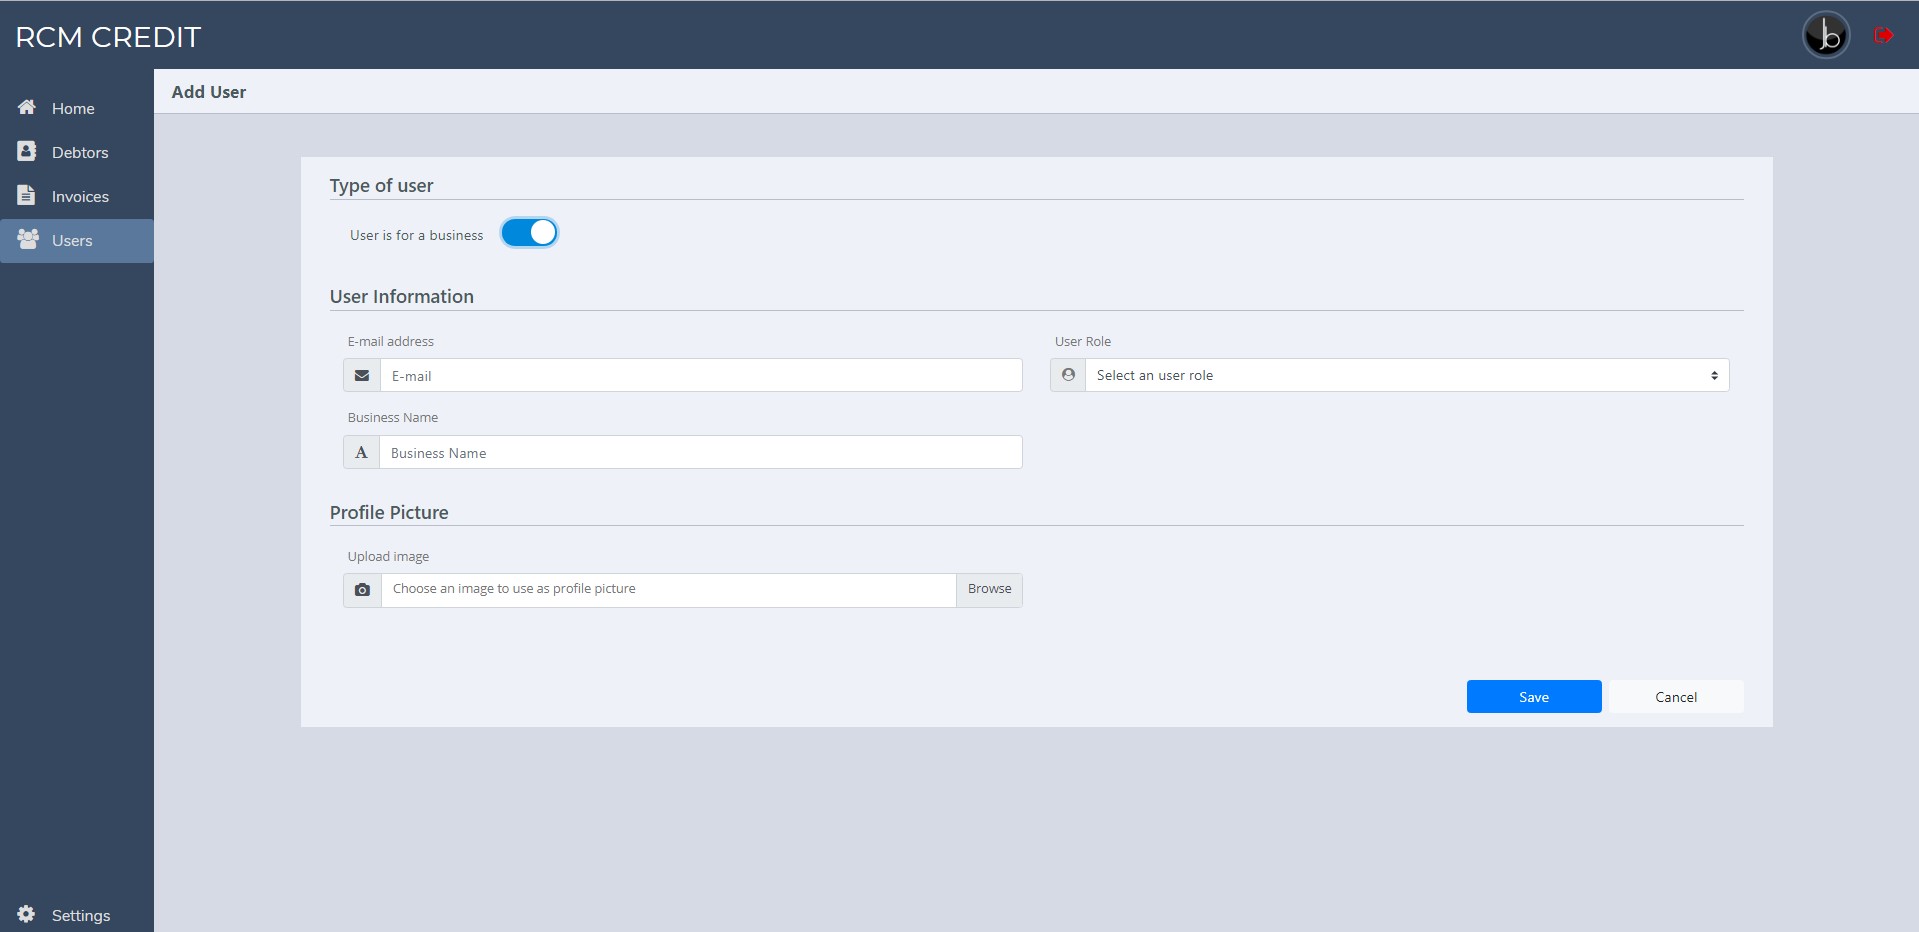 RCM CREDIT
jb
Home
Debtors
Invoices
Users
Settings
Add User
Type of user
User is for a business
User Information
E-mail address
E-mail
User Role
Select an user role
Business Name
A
Business Name
Profile Picture
Upload image
Choose an image to use as profile picture
Browse
Save
Cancel